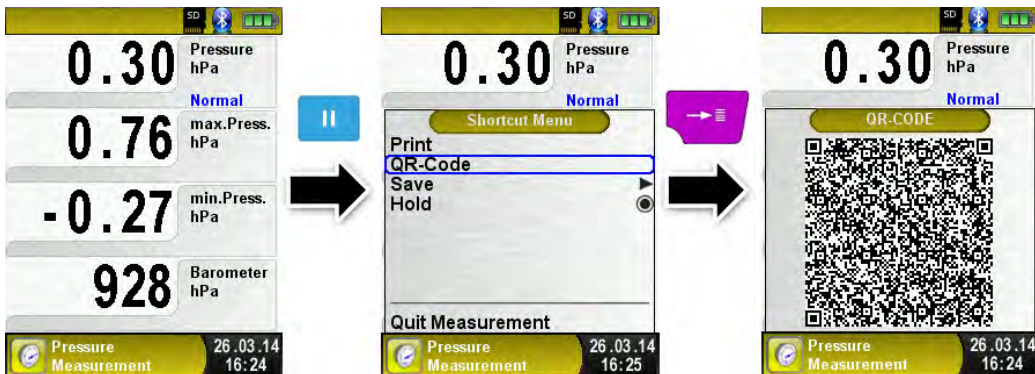 SD
0.30
Pressure
hPa
Normal
0.76
max.Press.
hPa
-0.27
min.Press.
hPa
928
Barometer
hPa
Pressure
Measurement
26.03.14
16:24
SD
0.30
Pressure
hPa
Normal
Shortcut Menu
Print
QR-Code
Save
Hold
Quit Measurement
Pressure
Measurement
26.03.14
16:25
SD
0.30
Pressure
hPa
Normal
QR-CODE
Pressure
Measurement
26.03.14
16:24